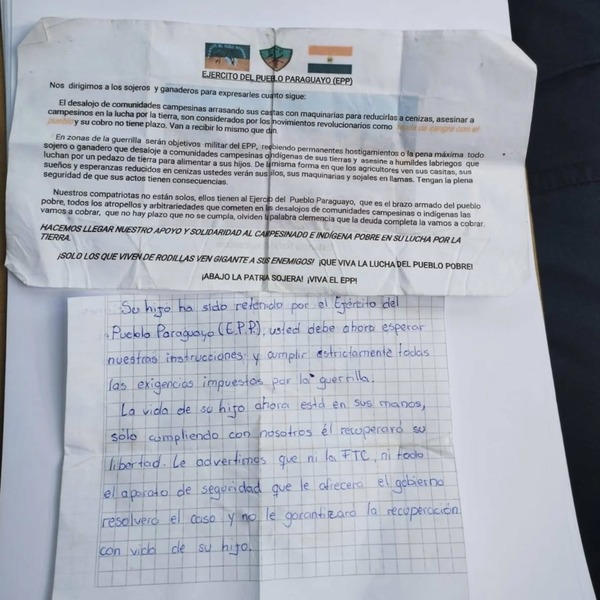 EJERCITO DEL PUEBLO PARAGUAYO (EPP)
Nos dirigimos a los sojeros y ganaderos para expresarles cuanto sigue:
El desalojo de comunidades campesinas arrasando sus castas con maquinarias para reducirlas a cenizas, asesinar a
campesinos en la lucha por la tierra, son considerados por los movimientos revolucionarios como con el
pueblo y su cobro no tiene plazo. Van a recibir lo mismo que dan.
En zonas de la guerrilla serán objetivos militar del EPP, recibiendo permanentes hostigamientos o la pena máxima todo
sojero o ganadero que desaloje a comunidades campesinas o indígenas de sus tierras y asesine a humildes labriegos que
luchan por un pedazo de tierra para alimentar a sus hijos. De la misma forma en que los agricultores ven sus casitas, sus
sueños y esperanzas reducidos en cenizas ustedes verán sus silos, sus maquinarias y sojales en llamas. Tengan la plena
seguridad de que sus actos tienen consecuencias.
Nuestros compatriotas no están solos, ellos tienen al Ejercito del Pueblo Paraguayo, que es el brazo armado del pueblo
pobre, todos los atropellos y arbitrariedades que cometen en las desalojos de comunidades campesinas o indígenas las
vamos a cobrar, que no hay plazo que no se cumpla, olviden la palabra clemencia que la deuda completa la vamos a cobrar.
HACEMOS LLEGAR NUESTRO APOYO Y SOLIDARIDAD AL CAMPESINADO E INDÍGENA POBRE EN SU LUCHA POR LA
TIERRA.
¡SOLO LOS QUE VIVEN DE RODILLAS VEN GIGANTE A SUS ENEMIGOS! ¡QUE VIVA LA LUCHA DEL PUEBLO POBRE!
¡ABAJO LA PATRIA SOJERA! ¡VIVA EL EPP!
Su hijo ha sido retenido por el Ejército del
Pueblo Paraguayo (E.P.P.), usted debe ahora esperar
nuestras instrucciones y cumplir estrictamente todas
las exigencias impuestas por la guerrilla.
La vida de su hijo ahora está en sus manos,
sólo cumpliendo con nosotros él recuperará su
libertad. Le advertimos que ni la FTC, ni todo
el aparato de seguridad que le ofrecera el gobierno
resolverá el caso y no le garantizará la recuperación
con vida de su hijo.